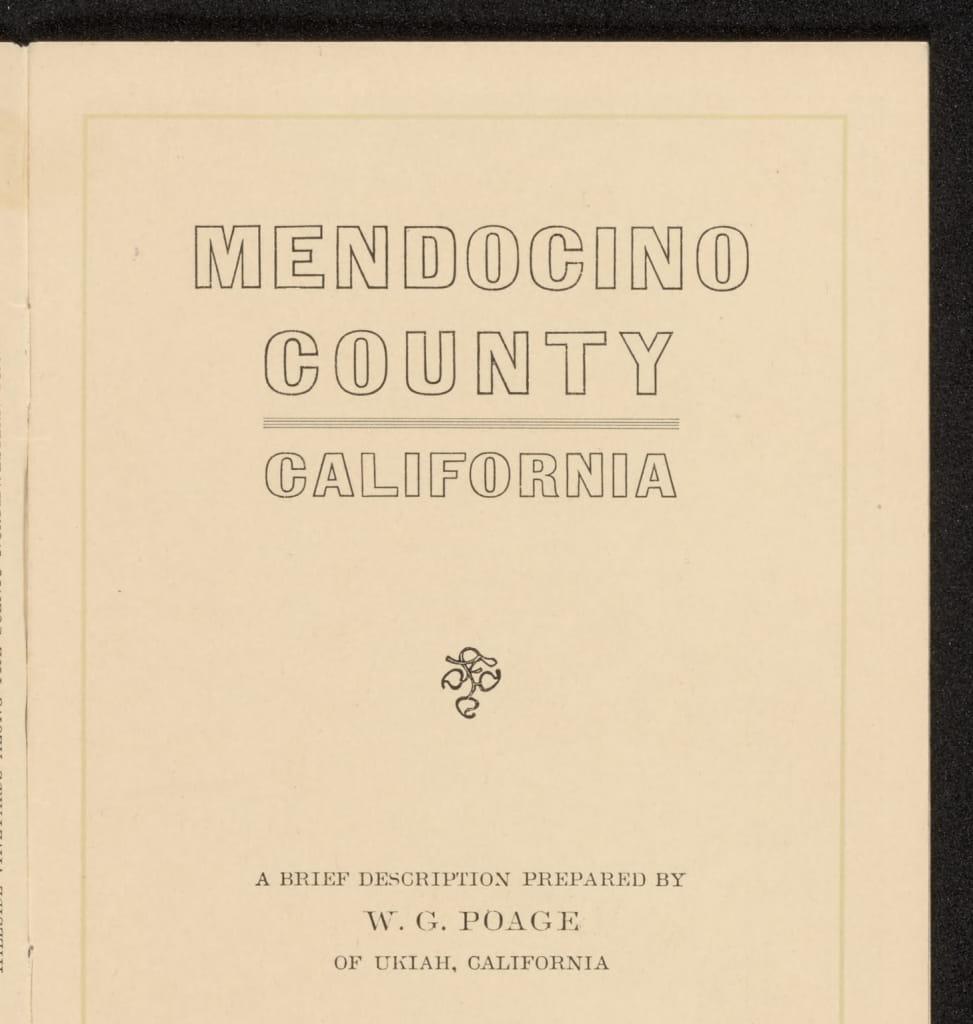 MENDOCINO
COUNTY
CALIFORNIA
A BRIEF DESCRIPTION PREPARED BY
W. G. POAGE
OF UKIAH, CALIFORNIA